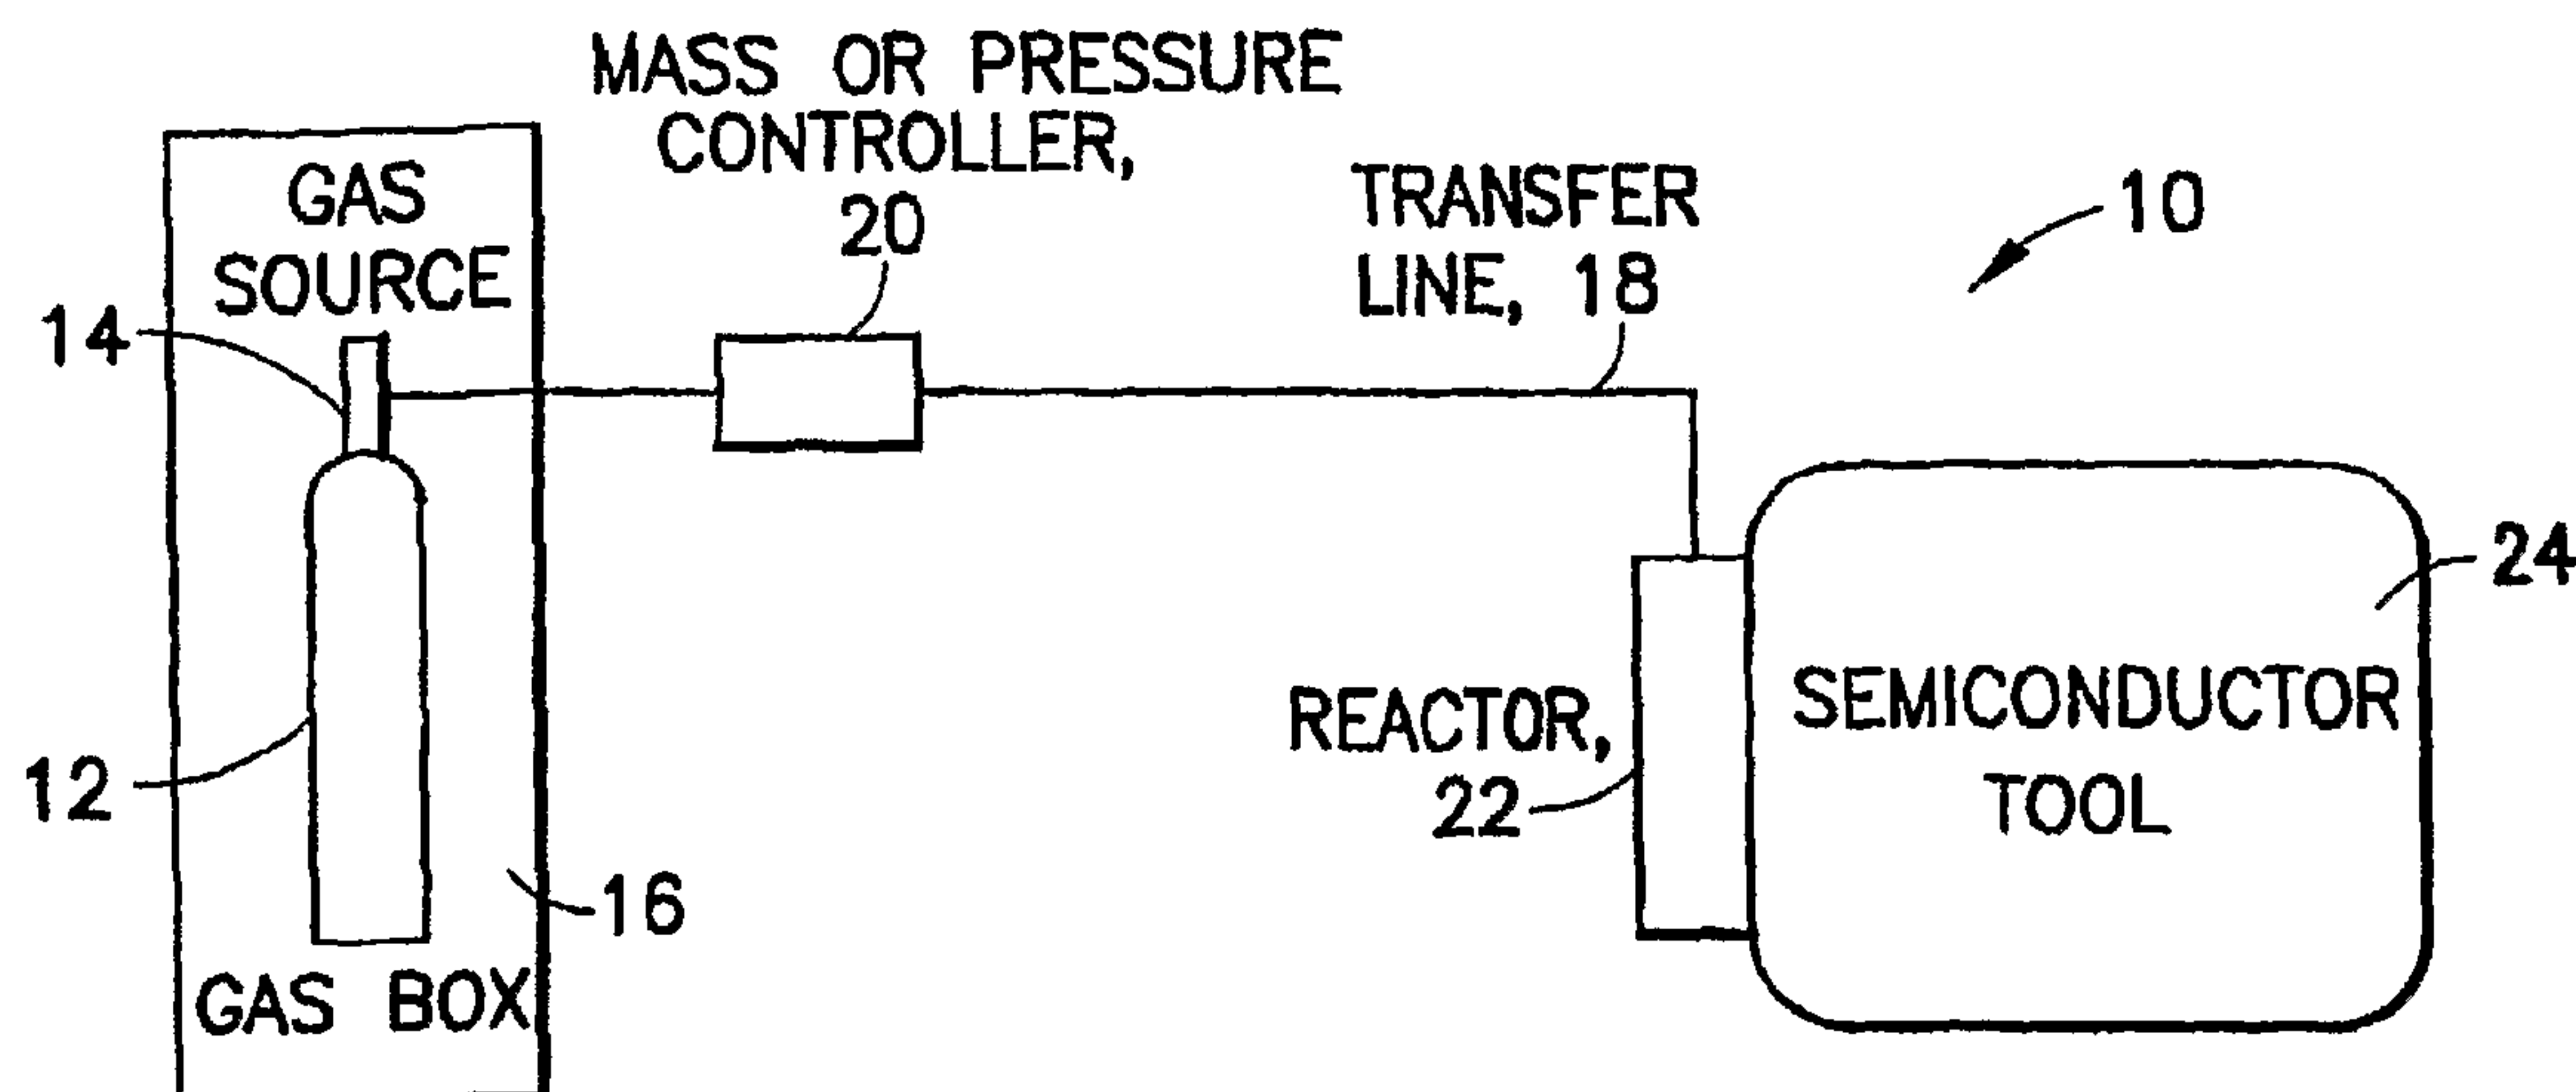 MASS OR PRESSURE
CONTROLLER,
20
GAS
SOURCE
14
TRANSFER
LINE, 18
10
24
SEMICONDUCTOR
TOOL
REACTOR,
22
12
16
GAS BOX